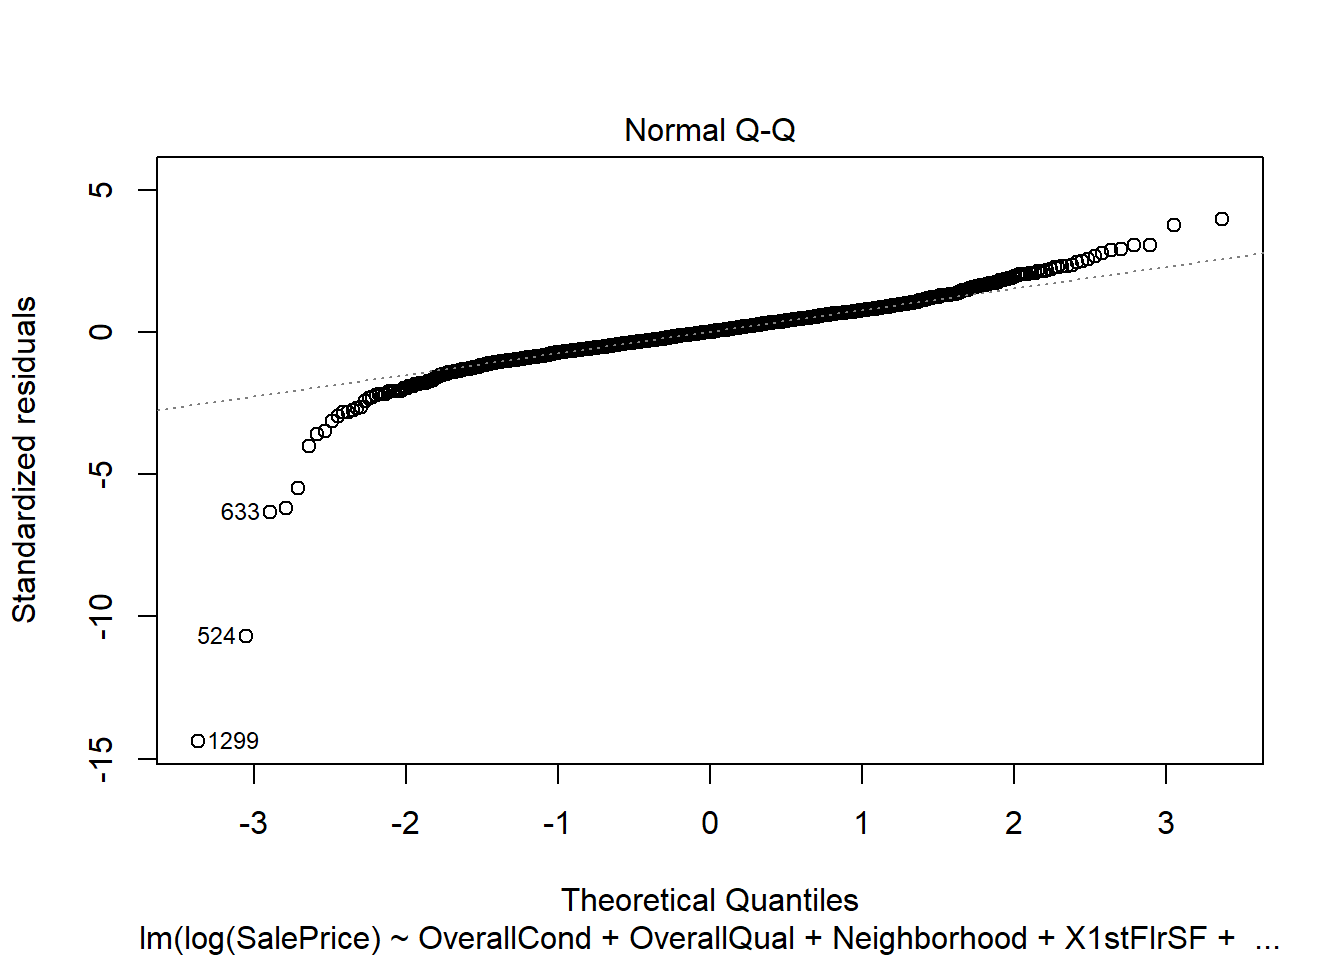 Normal Q-Q
5
0
-5
-10
-15
Standardized residuals
633
524
1299
-3 -2 -1 0 1 2 3
Theoretical Quantiles
lm(log(SalePrice) ~ OverallCond + OverallQual + Neighborhood + X1stFlrSF + ...